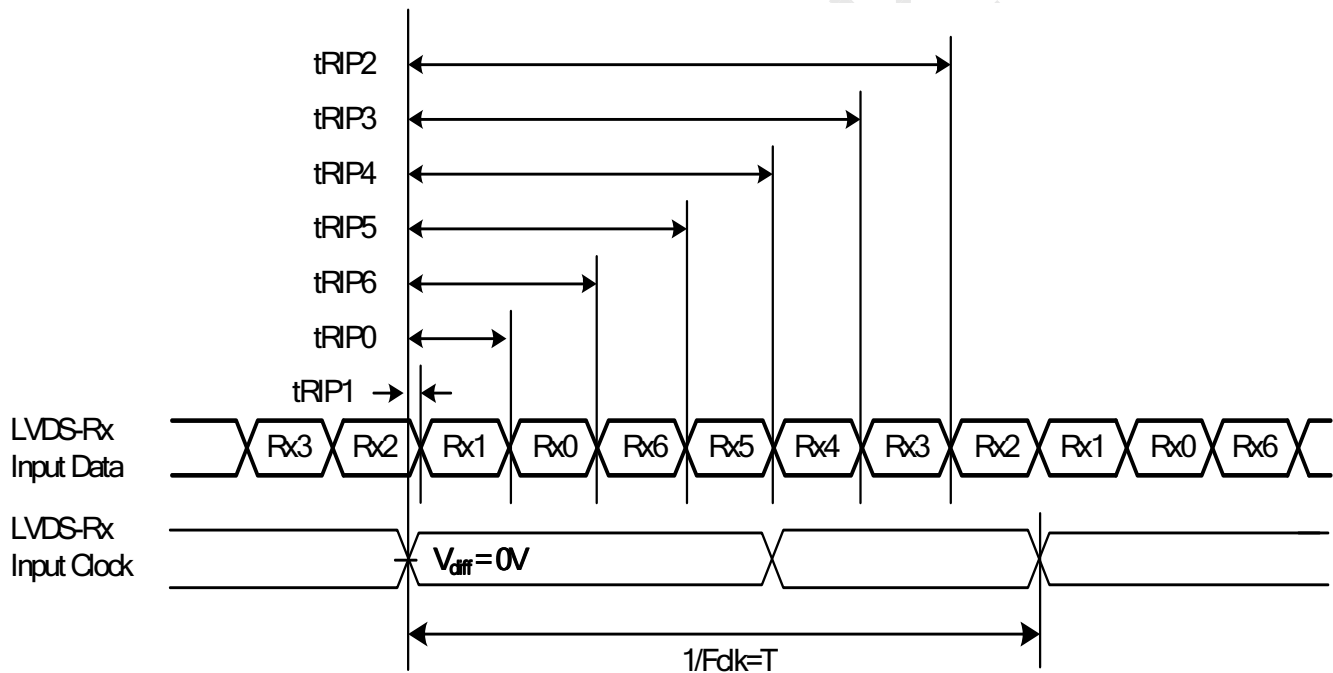 tRIP2
tRIP3
tRIP4
tRIP5
tRIP6
tRIP0
tRIP1
LVDS-Rx
Input Data
Rx3 Rx2 Rx1 Rx0 Rx6 Rx5 Rx4 Rx3 Rx2 Rx1 Rx0 Rx6
LVDS-Rx
Input Clock
Vdiff = 0V
1/Fclk=T